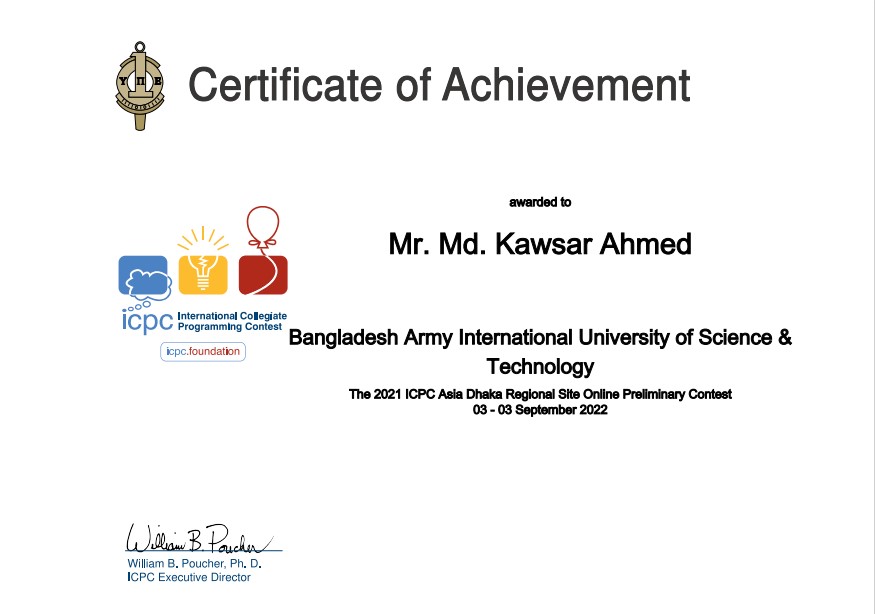 Certificate of Achievement
Y Π E
awarded to
Mr. Md. Kawsar Ahmed
icpc International Collegiate
Programming Contest
icpc.foundation
Bangladesh Army International University of Science &
Technology
The 2021 ICPC Asia Dhaka Regional Site Online Preliminary Contest
03 - 03 September 2022
William B. Poucher
William B. Poucher, Ph. D.
ICPC Executive Director